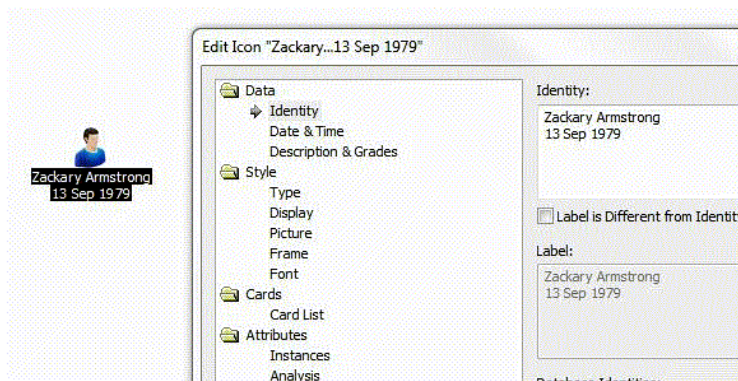 Edit Icon "Zackary...13 Sep 1979"
Zackary Armstrong
13 Sep 1979
Data
Identity
Date & Time
Description & Grades
Style
Type
Display
Picture
Frame
Font
Cards
Card List
Attributes
Instances
Analysis
Identity:
Zackary Armstrong
13 Sep 1979
Label is Different from Identit
Label:
Zackary Armstrong
13 Sep 1979